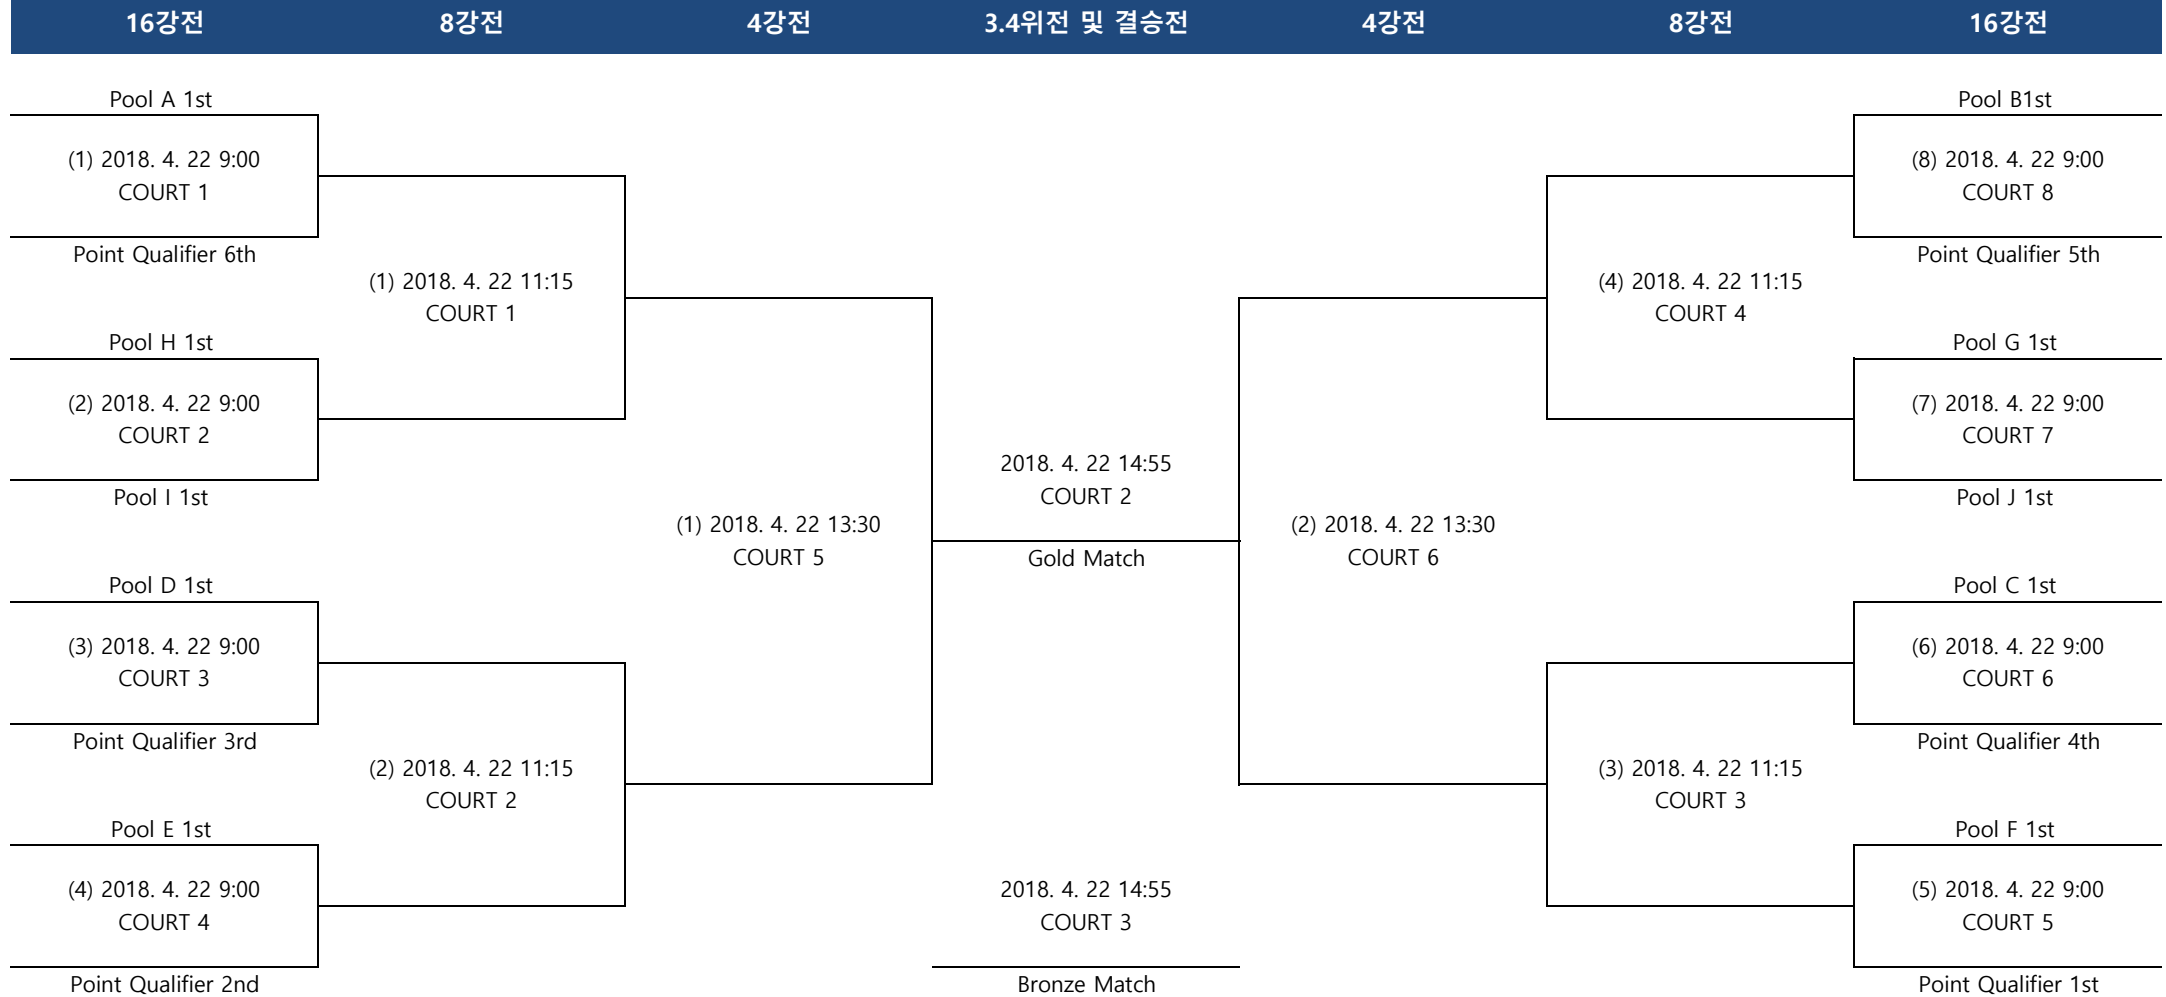 16강전 8강전 4강전 3.4위전 및 결승전 4강전 8강전 16강전
Pool A 1st
(1) 2018. 4. 22 9:00
COURT 1
Point Qualifier 6th
Pool H 1st
(2) 2018. 4. 22 9:00
COURT 2
Pool I 1st
Pool D 1st
(3) 2018. 4. 22 9:00
COURT 3
Point Qualifier 3rd
Pool E 1st
(4) 2018. 4. 22 9:00
COURT 4
Point Qualifier 2nd
(1) 2018. 4. 22 11:15
COURT 1
(2) 2018. 4. 22 11:15
COURT 2
(1) 2018. 4. 22 13:30
COURT 5
2018. 4. 22 14:55
COURT 2
Gold Match
2018. 4. 22 14:55
COURT 3
Bronze Match
(2) 2018. 4. 22 13:30
COURT 6
(4) 2018. 4. 22 11:15
COURT 4
(3) 2018. 4. 22 11:15
COURT 3
Pool B1st
(8) 2018. 4. 22 9:00
COURT 8
Point Qualifier 5th
Pool G 1st
(7) 2018. 4. 22 9:00
COURT 7
Pool J 1st
Pool C 1st
(6) 2018. 4. 22 9:00
COURT 6
Point Qualifier 4th
Pool F 1st
(5) 2018. 4. 22 9:00
COURT 5
Point Qualifier 1st